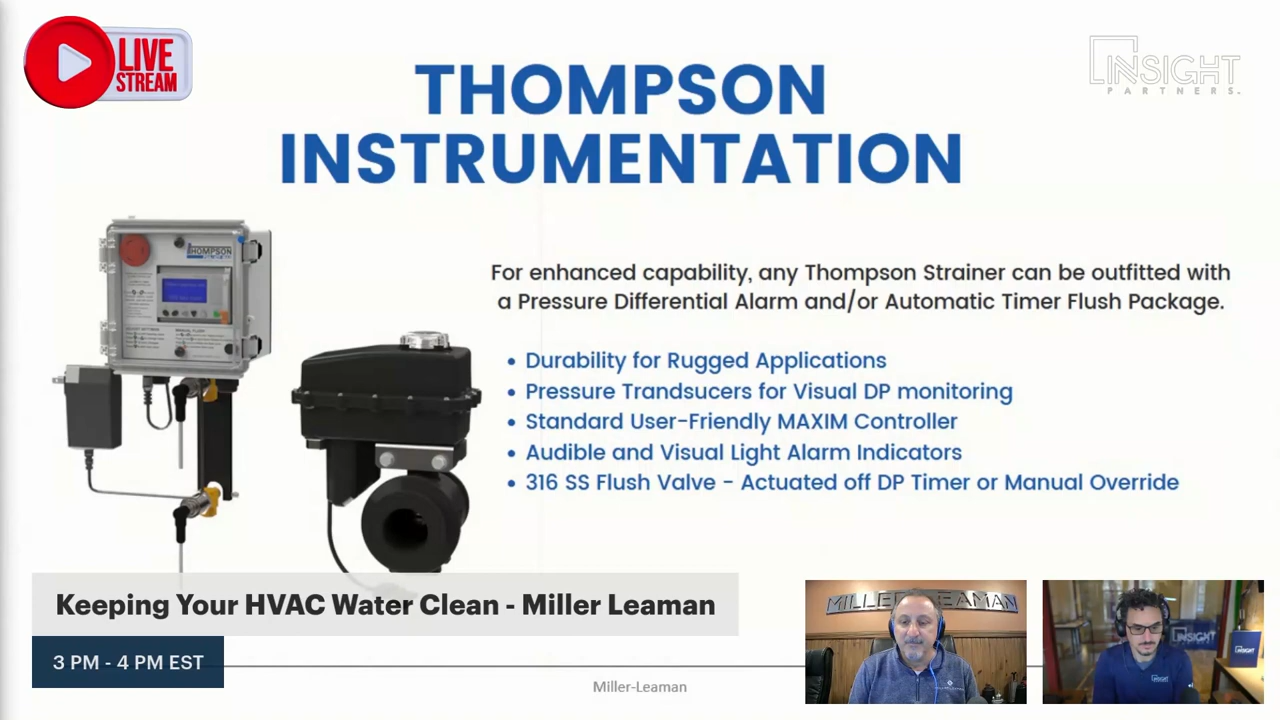 LIVE
STREAM
INSIGHT
PARTNERS.
THOMPSON
INSTRUMENTATION
THOMPSON
For enhanced capability, any Thompson Strainer can be outfitted with
a Pressure Differential Alarm and/or Automatic Timer Flush Package.
• Durability for Rugged Applications
• Pressure Trandsucers for Visual DP monitoring
• Standard User-Friendly MAXIM Controller
• Audible and Visual Light Alarm Indicators
• 316 SS Flush Valve - Actuated off DP Timer or Manual Override
Keeping Your HVAC Water Clean - Miller Leaman
3 PM - 4 PM EST
Miller-Leaman
MILLER LEAMAN
INSIGHT
INSIGHT
INSIGHT